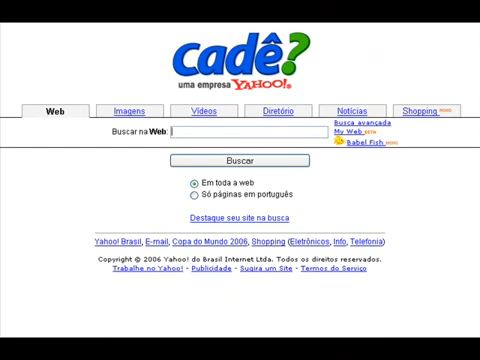 cadê?
uma empresa YAHOO!
Web Imagens Vídeos Diretório Notícias Shopping NOVO
Buscar na Web: Busca avançada
My Web BETA
Babel Fish NOVO
Buscar
Em toda a web
Só páginas em português
Destaque seu site na busca
Yahoo! Brasil, E-mail, Copa do Mundo 2006, Shopping (Eletrônicos, Info, Telefonia)
Copyright © 2006 Yahoo! do Brasil Internet Ltda. Todos os direitos reservados.
Trabalhe no Yahoo! - Publicidade - Sugira um Site - Termos do Serviço